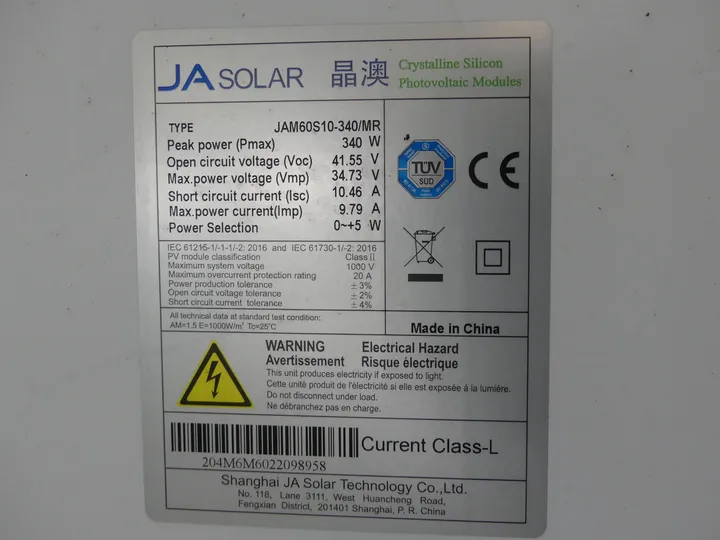 JA SOLAR 晶澳 Crystalline Silicon
Photovoltaic Modules
TYPE JAM60S10-340/MR
Peak power (Pmax) 340 W
Open circuit voltage (Voc) 41.55 V
Max.power voltage (Vmp) 34.73 V
Short circuit current (Isc) 10.46 A
Max.power current(Imp) 9.79 A
Power Selection 0~+5 W
IEC 61215-1/-1-1/-2: 2016 and IEC 61730-1/-2: 2016
PV module classification Class II
Maximum system voltage 1000 V
Maximum overcurrent protection rating 20 A
Power production tolerance ± 3%
Open circuit voltage tolerance ± 2%
Short circuit current tolerance ± 4%
All technical data at standard test condition:
AM=1.5 E=1000W/m² Tc=25°C
TÜV
SÜD
CE
Made in China
WARNING Electrical Hazard
Avertissement Risque électrique
This unit produces electricity if exposed to light.
Cette unité produit de l'électricité si elle est exposée à la lumière.
Do not disconnect under load.
Ne débranchez pas en charge.
Current Class-L
204M6M6022098958
Shanghai JA Solar Technology Co.,Ltd.
No. 118, Lane 3111, West Huancheng Road,
Fengxian District, 201401 Shanghai, P. R. China